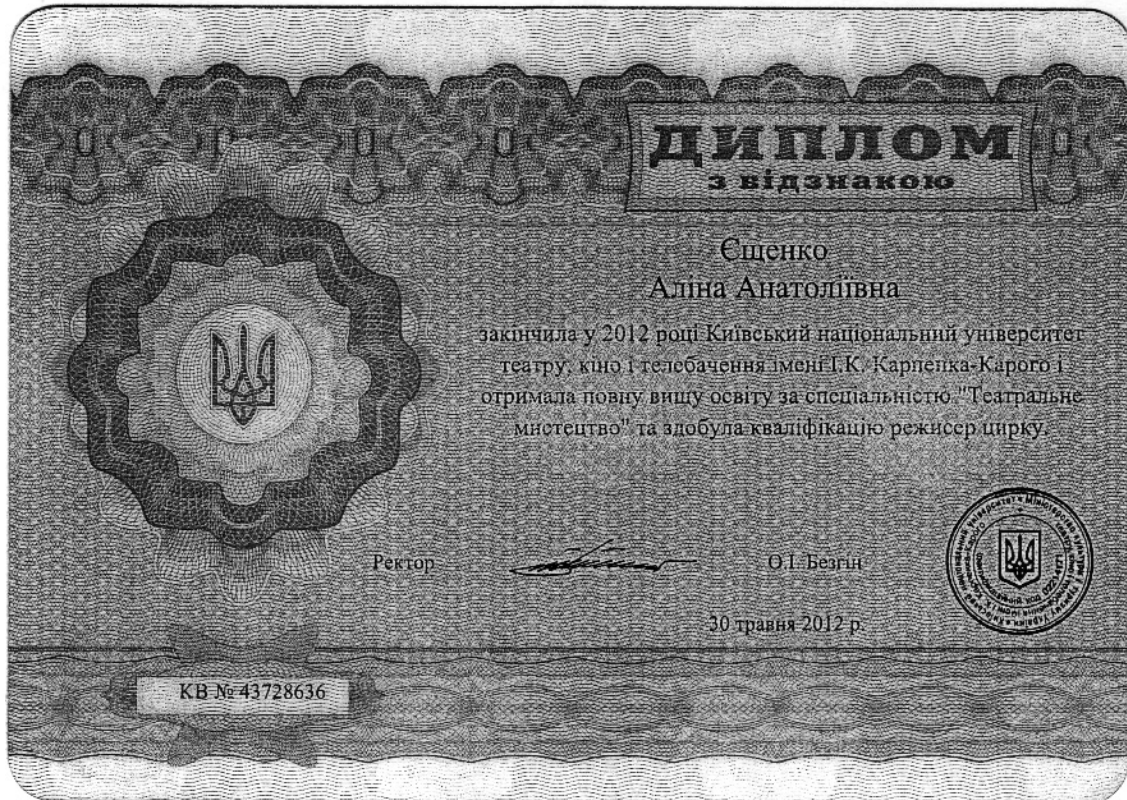 ДИПЛОМ
з відзнакою
Єщенко
Аліна Анатоліївна
закінчила у 2012 році Київський національний університет
театру, кіно і телебачення імені І.К. Карпенка-Карого і
отримала повну вищу освіту за спеціальністю "Театральне
мистецтво" та здобула кваліфікацію режисер цирку.
Ректор О.І. Безгін
30 травня 2012 р.
КВ № 43728636